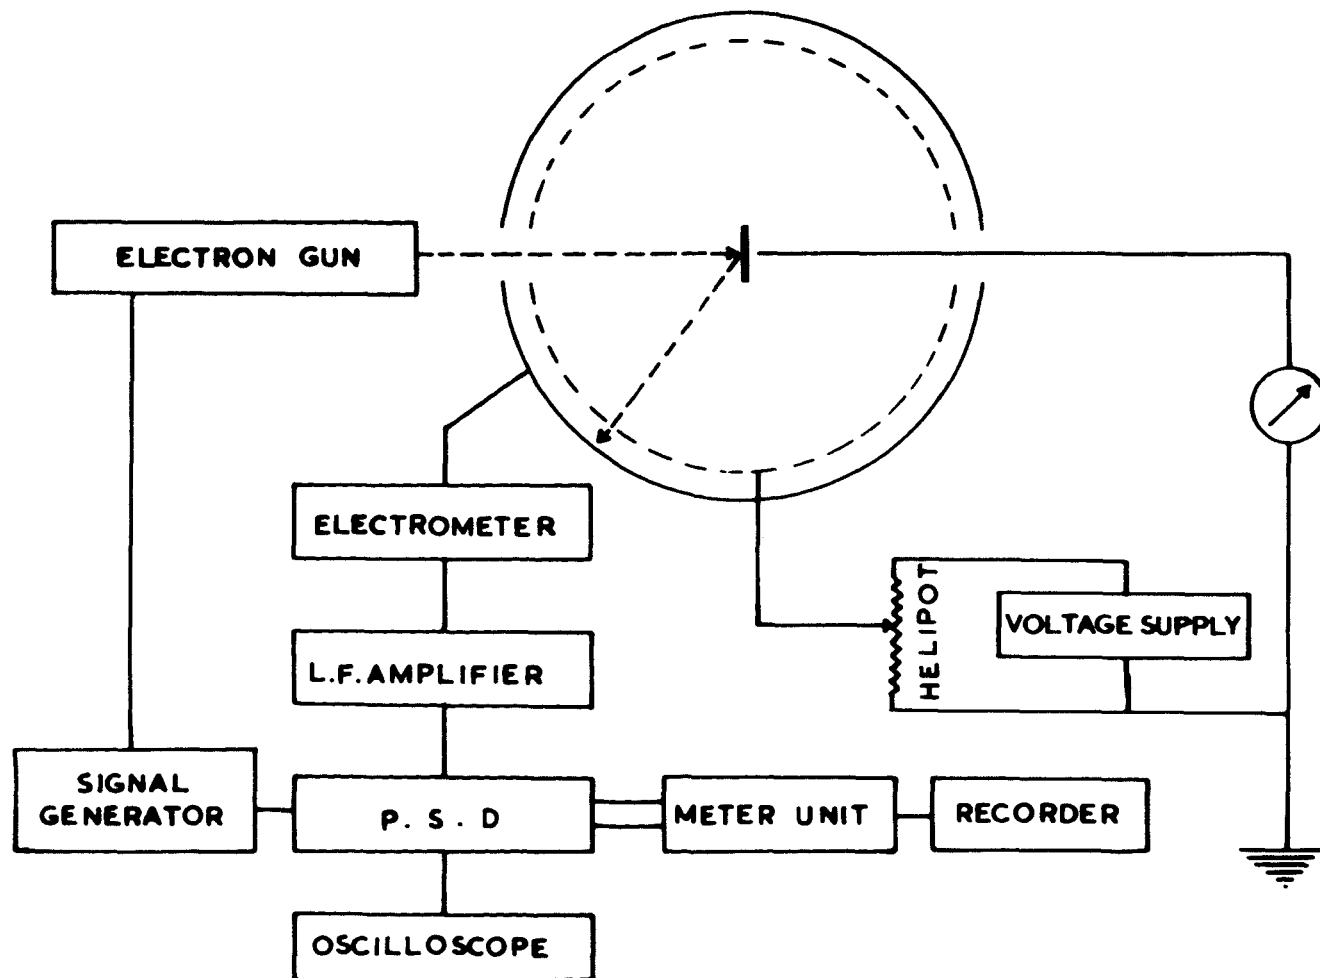 ELECTRON GUN
ELECTROMETER
HELIPOT
VOLTAGE SUPPLY
L.F. AMPLIFIER
SIGNAL
GENERATOR
P. S. D
METER UNIT
RECORDER
OSCILLOSCOPE